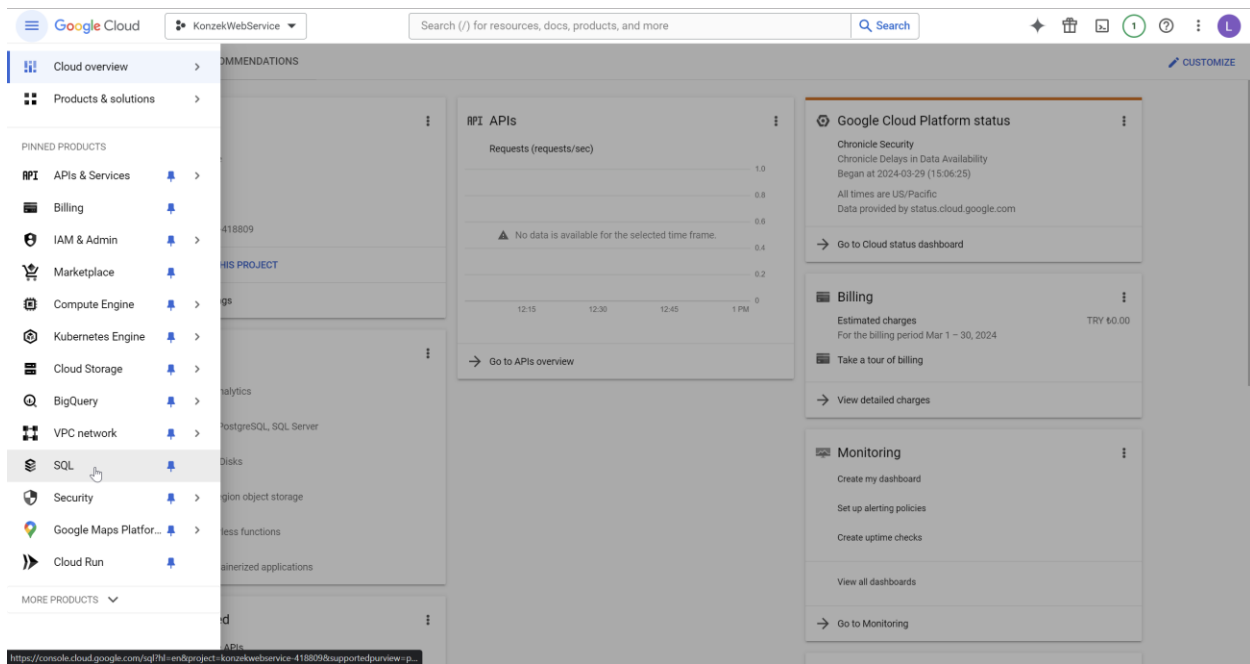 Google Cloud
KonzekWebService
Search (/) for resources, docs, products, and more
Search
1
L
Cloud overview
Products & solutions
PINNED PRODUCTS
API APIs & Services
Billing
IAM & Admin
Marketplace
Compute Engine
Kubernetes Engine
Cloud Storage
BigQuery
VPC network
SQL
Security
Google Maps Platfor...
Cloud Run
MORE PRODUCTS
https://console.cloud.google.com/sql?hl=en&project=konzekwebservice-418809&supportedpurview=p...
OMMENDATIONS
CUSTOMIZE
418809
HIS PROJECT
gs
nalytics
PostgreSQL, SQL Server
Disks
gion object storage
less functions
ainerized applications
d
APIs
API APIs
Requests (requests/sec)
1.0
0.8
0.6
No data is available for the selected time frame.
0.4
0.2
0
12:15 12:30 12:45 1 PM
Go to APIs overview
Google Cloud Platform status
Chronicle Security
Chronicle Delays in Data Availability
Began at 2024-03-29 (15:06:25)
All times are US/Pacific
Data provided by status.cloud.google.com
Go to Cloud status dashboard
Billing
Estimated charges TRY ₺0.00
For the billing period Mar 1 – 30, 2024
Take a tour of billing
View detailed charges
Monitoring
Create my dashboard
Set up alerting policies
Create uptime checks
View all dashboards
Go to Monitoring